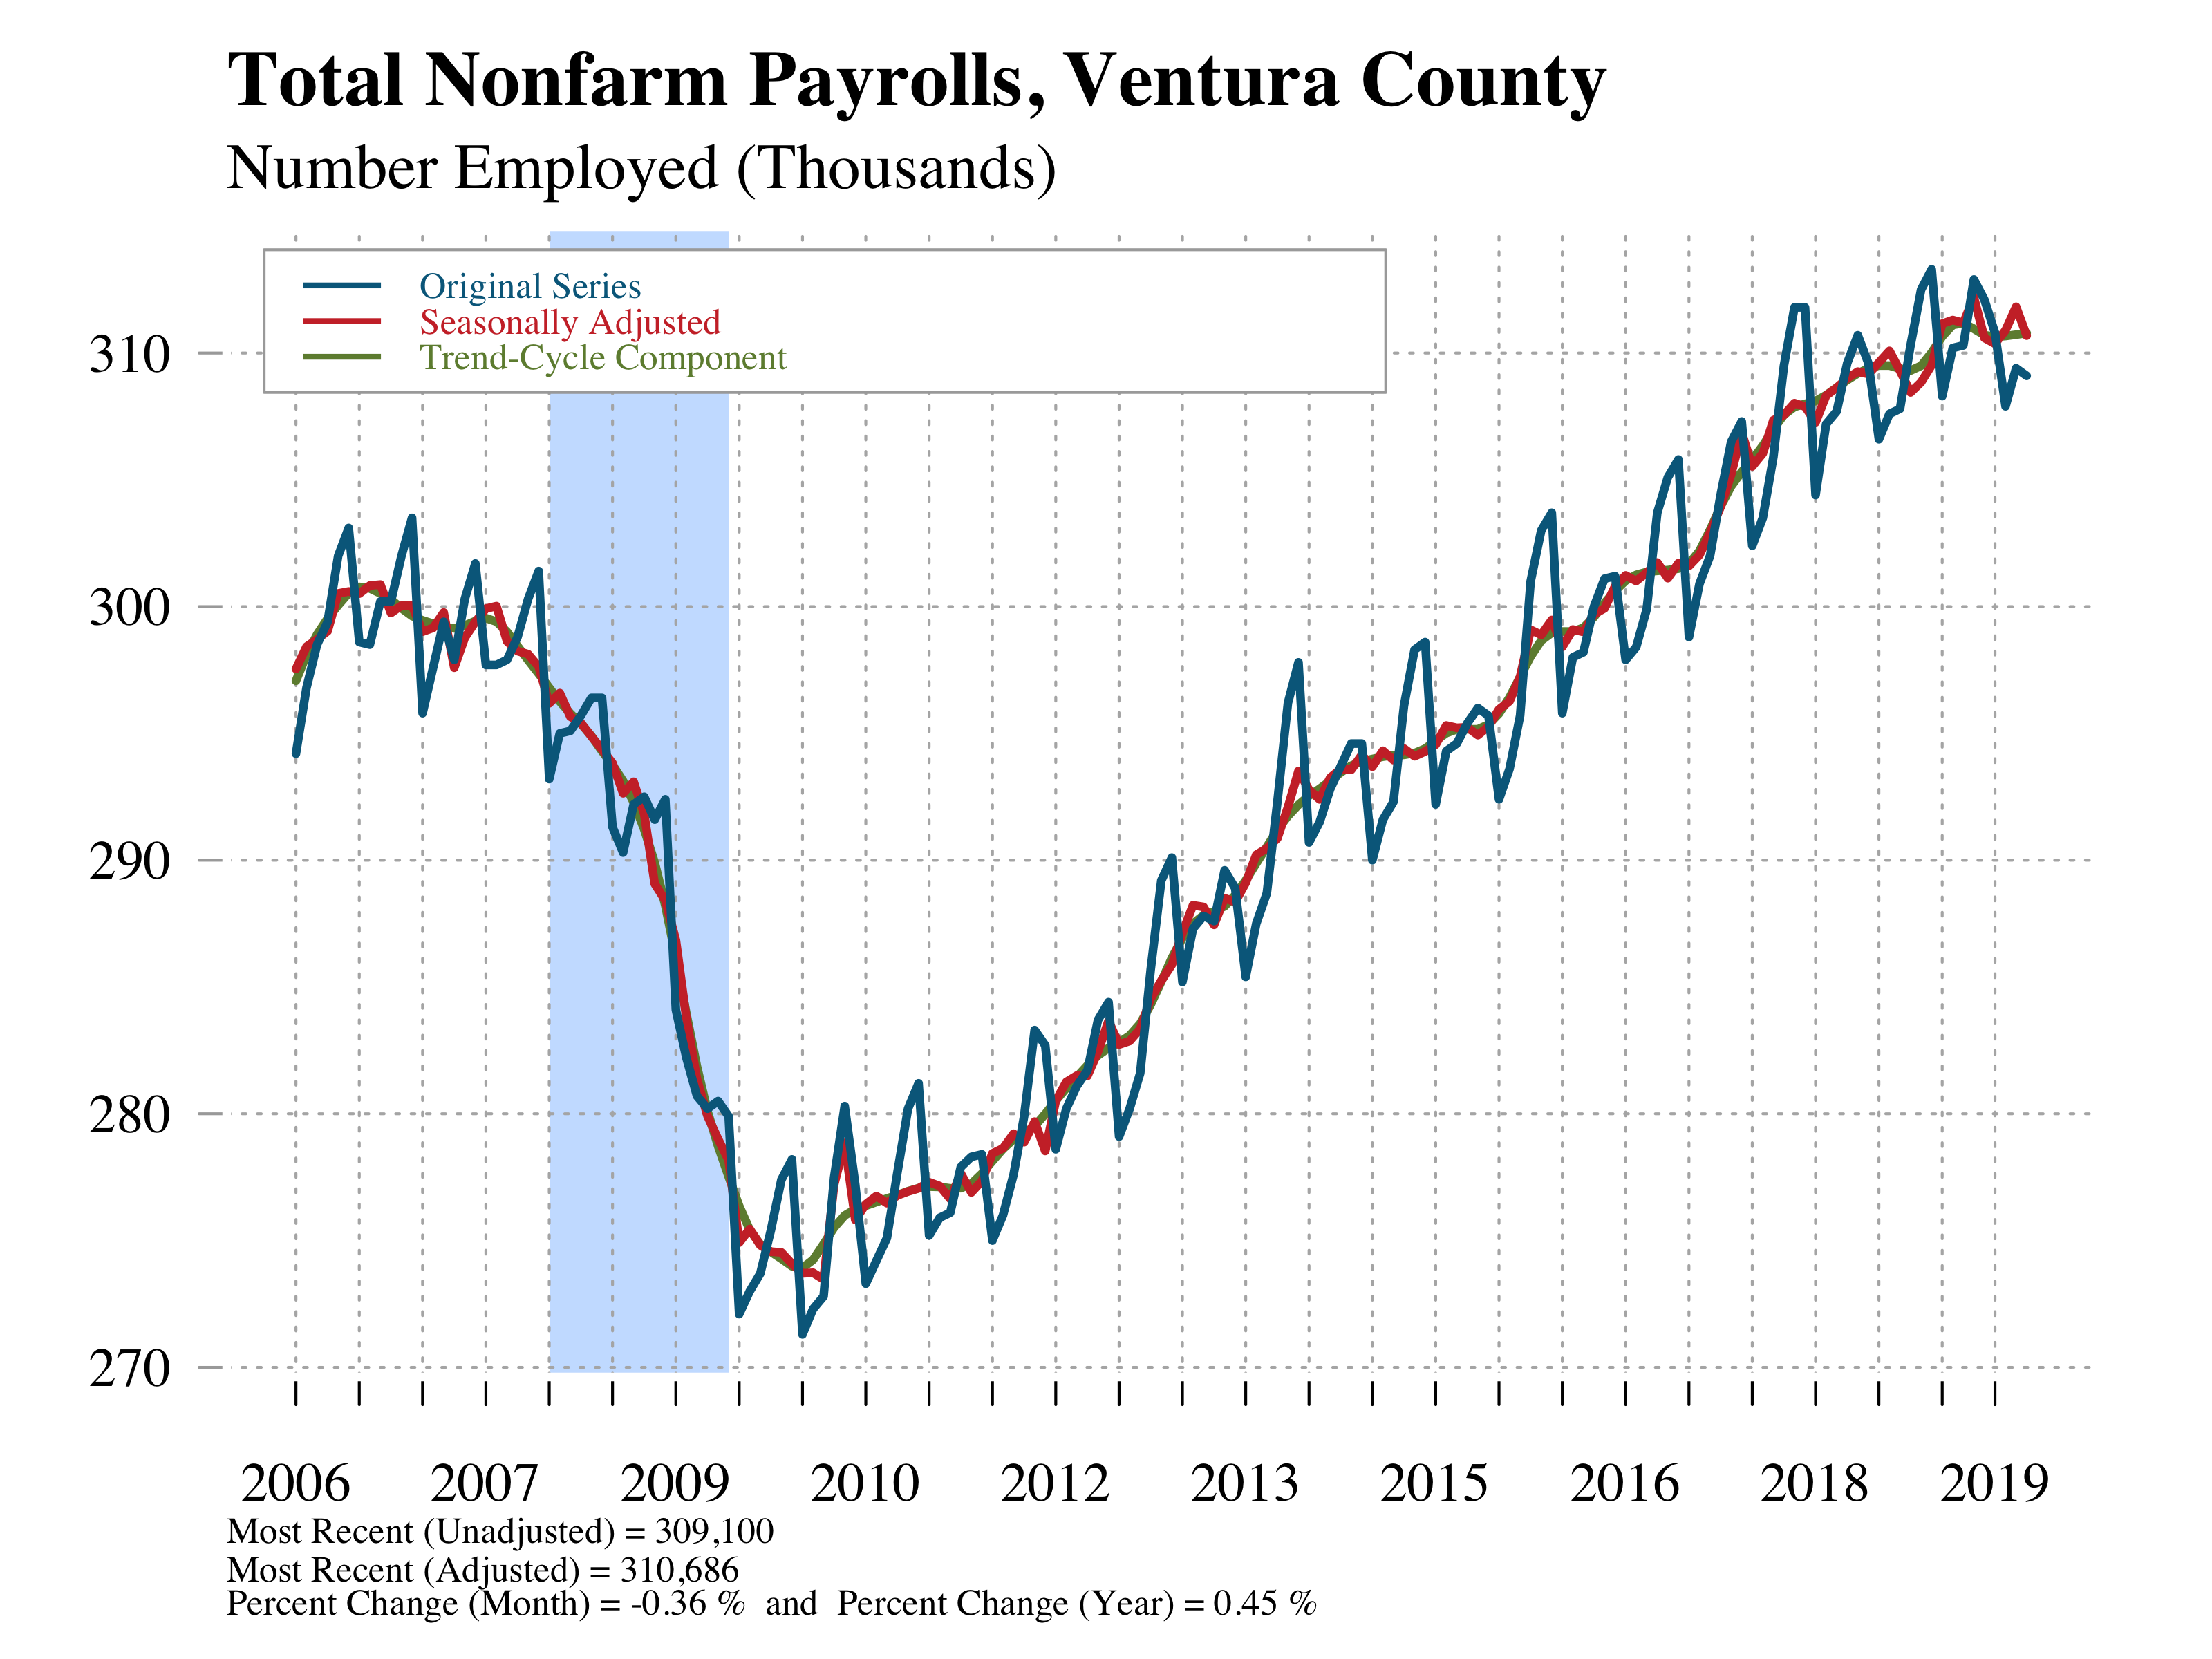 Total Nonfarm Payrolls, Ventura County
Number Employed (Thousands)
Original Series
Seasonally Adjusted
Trend-Cycle Component
310
300
290
280
270
2006 2007 2009 2010 2012 2013 2015 2016 2018 2019
Most Recent (Unadjusted) = 309,100
Most Recent (Adjusted) = 310,686
Percent Change (Month) = -0.36 % and Percent Change (Year) = 0.45 %